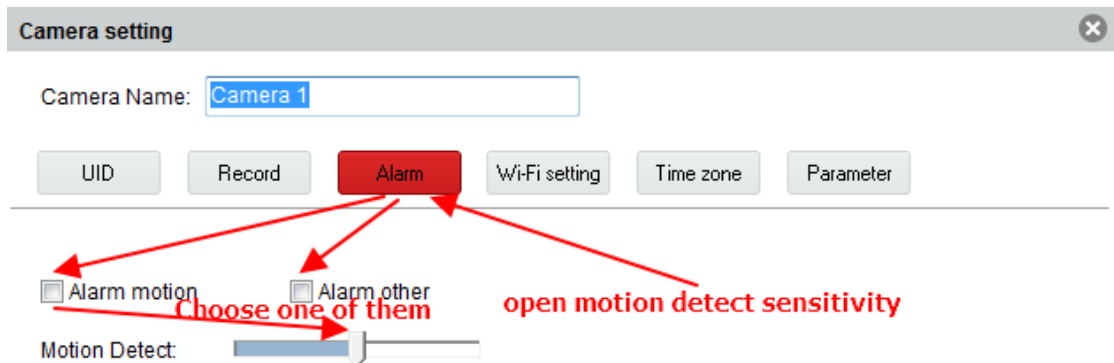 Camera setting
Camera Name: Camera 1
UID Record Alarm Wi-Fi setting Time zone Parameter
Alarm motion Alarm other
Choose one of them
open motion detect sensitivity
Motion Detect: